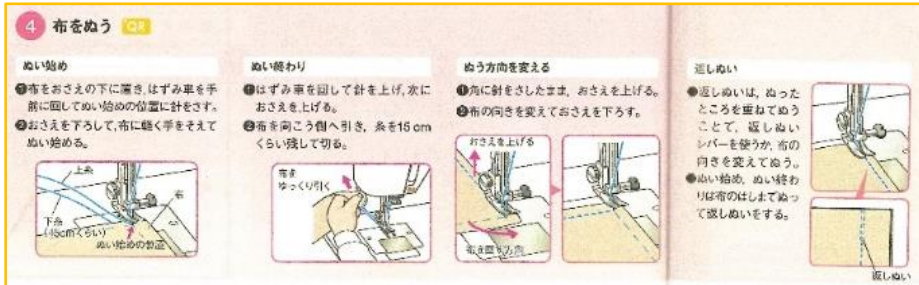 4 布をぬう QR
ぬい始め
❶布をおさえの下に置き,はずみ車を手
前に回してぬい始めの位置に針をさす。
❷おさえを下ろして,布に軽く手をそえて
ぬい始める。
上糸
布
下糸
(15cmくらい)
ぬい始めの位置
ぬい終わり
❶はずみ車を回して針を上げ,次に
おさえを上げる。
❷布を向こう側へ引き, 糸を15 cm
くらい残して切る。
布を
ゆっくり引く
ぬう方向を変える
❶角に針をさしたまま, おさえを上げる。
❷布の向きを変えておさえを下ろす。
おさえを上げる
布を回す方向
返しぬい
●返しぬいは, ぬった
ところを重ねてぬう
ことで, 返しぬい
レバーを使うか, 布の
向きを変えてぬう。
●ぬい始め, ぬい終わ
りは布のはしまでぬっ
て返しぬいをする。
返しぬい